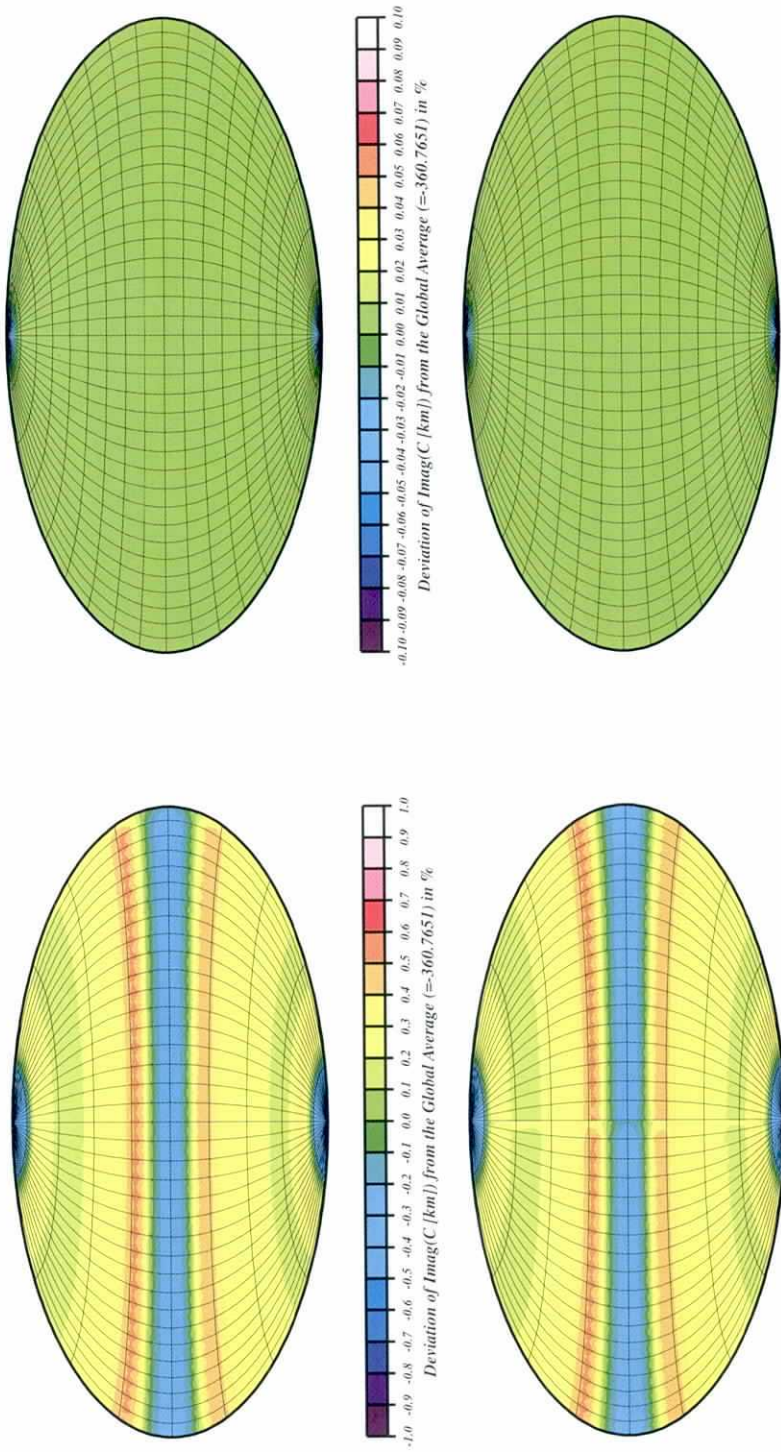 -1.0 -0.9 -0.8 -0.7 -0.6 -0.5 -0.4 -0.3 -0.2 -0.1 0.0 0.1 0.2 0.3 0.4 0.5 0.6 0.7 0.8 0.9 1.0
Deviation of Imag(C [km]) from the Global Average (=-360.7651) in %
-0.10 -0.09 -0.08 -0.07 -0.06 -0.05 -0.04 -0.03 -0.02 -0.01 0.00 0.01 0.02 0.03 0.04 0.05 0.06 0.07 0.08 0.09 0.10
Deviation of Imag(C [km]) from the Global Average (=-360.7651) in %